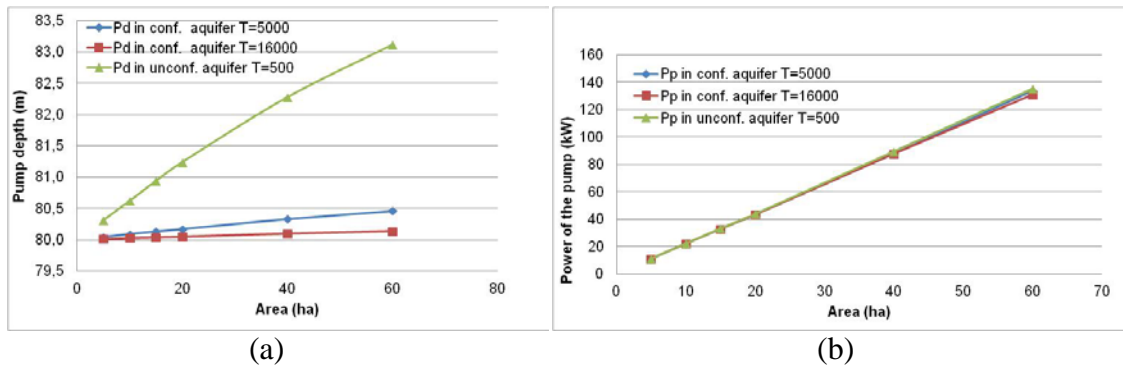 83,5
83,0
82,5
82,0
81,5
81,0
80,5
80,0
79,5
Pump depth (m)
Pd in conf.  aquifer T=5000
Pd in conf. aquifer T=16000
Pd in unconf. aquifer T=500
0 20 40 60 80
Area (ha)
(a)
160
140
120
100
80
60
40
20
0
Power of the pump (kW)
Pp in conf. aquifer T=5000
Pp in conf. aquifer T=16000
Pp in unconf. aquifer T=500
0 10 20 30 40 50 60 70
Area (ha)
(b)